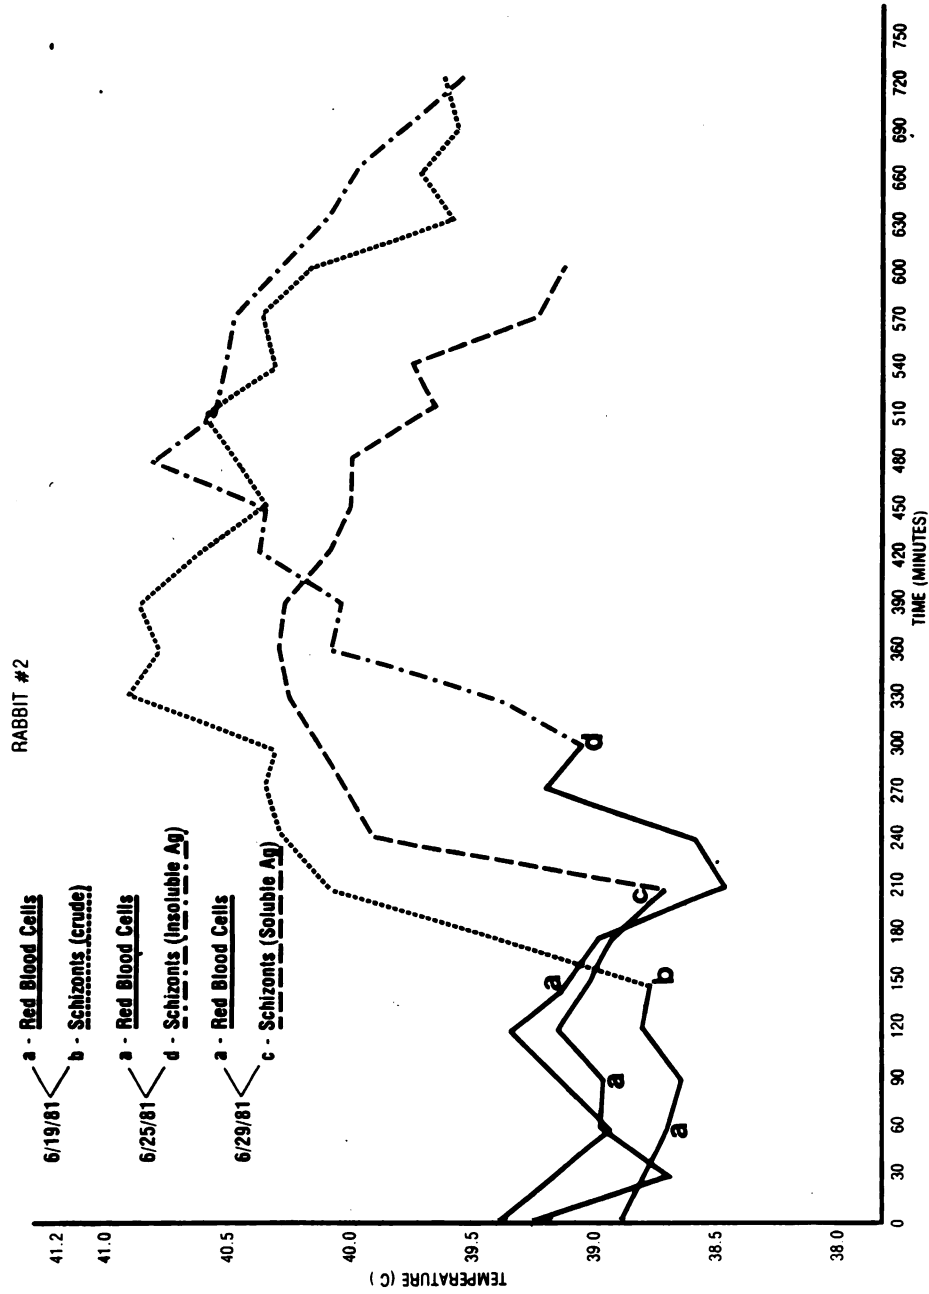 RABBIT #2
6/19/81
a - Red Blood Cells
b - Schizonts (crude)
6/25/81
a - Red Blood Cells
d - Schizonts (Insoluble Ag)
6/29/81
a - Red Blood Cells
c - Schizonts (Soluble Ag)
TEMPERATURE (C )
41.2
41.0
40.5
40.0
39.5
39.0
38.5
38.0
a
a
a
b
c
d
0 30 60 90 120 150 180 210 240 270 300 330 360 390 420 450 480 510 540 570 600 630 660 690 720 750
TIME (MINUTES)